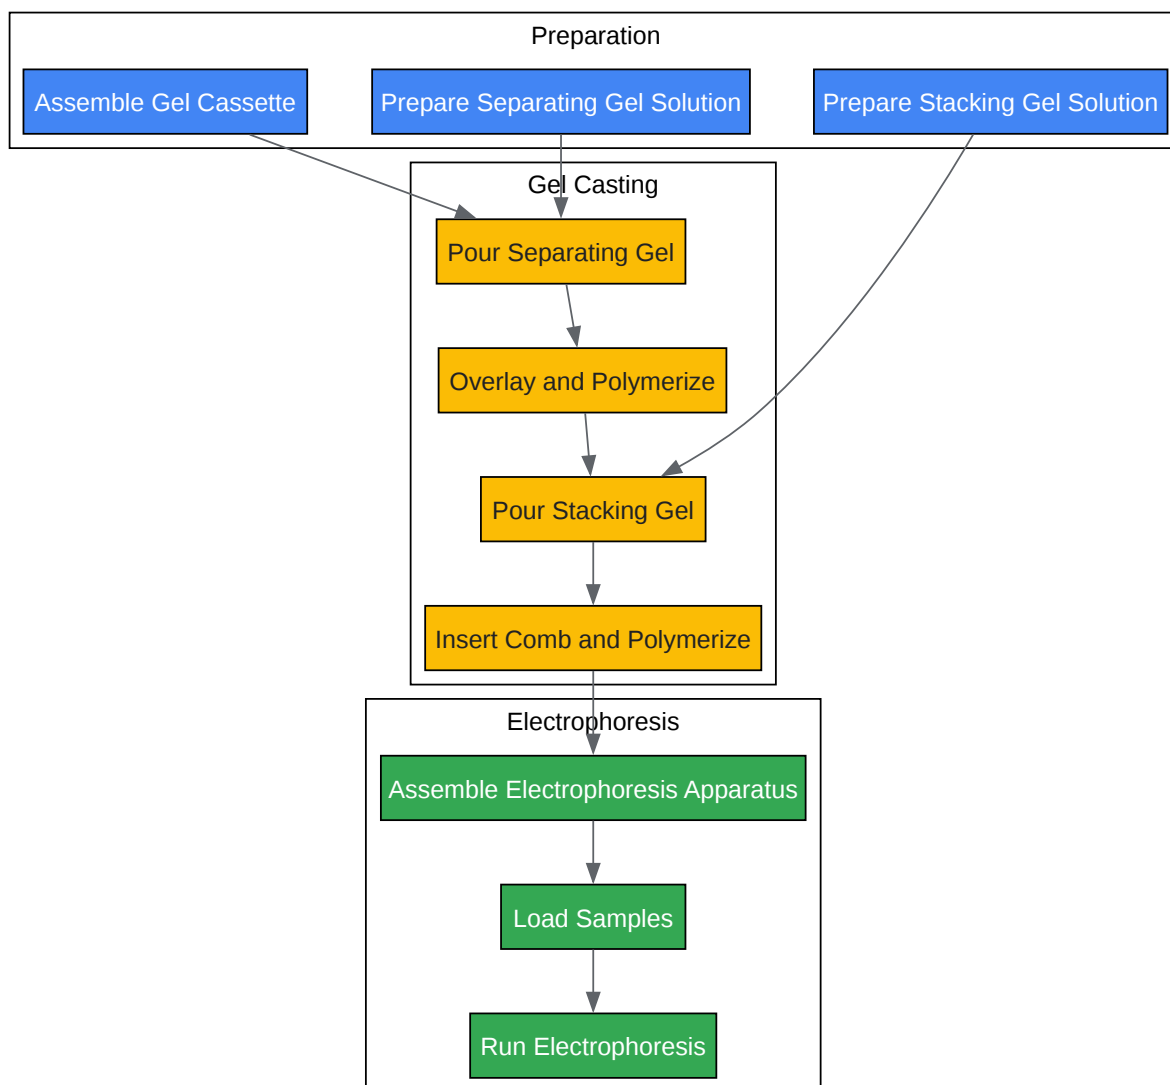 Preparation
Assemble Gel Cassette
Prepare Separating Gel Solution
Prepare Stacking Gel Solution
Gel Casting
Pour Separating Gel
Overlay and Polymerize
Pour Stacking Gel
Insert Comb and Polymerize
Electrophoresis
Assemble Electrophoresis Apparatus
Load Samples
Run Electrophoresis